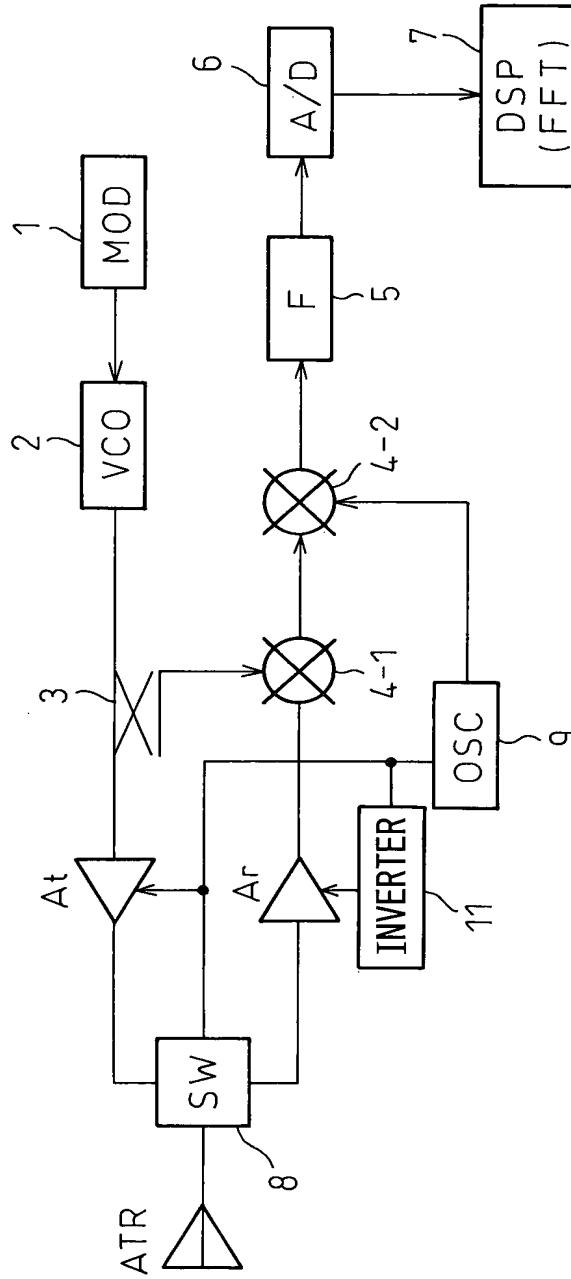 1
MOD
2
VCO
3
At
ATR
SW
8
Ar
INVERTER
11
OSC
9
4-1
4-2
F
5
6
A/D
7
DSP
(FFT)